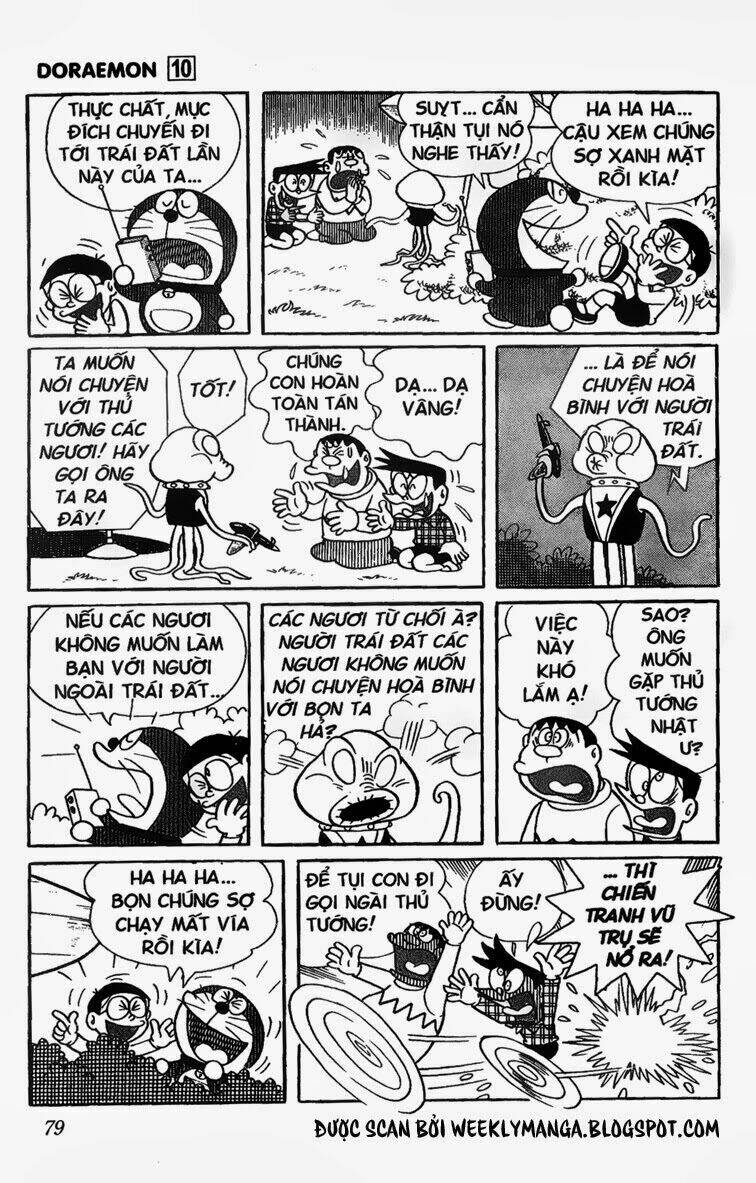 DORAEMON 10
HA HA HA...
CẬU XEM CHÚNG
SỢ XANH MẶT
RỒI KÌA!
SUỴT... CẨN
THẬN TỤI NÓ
NGHE THẤY!
THỰC CHẤT, MỤC
ĐÍCH CHUYẾN ĐI
TỚI TRÁI ĐẤT LẦN
NÀY CỦA TA...
... LÀ ĐỂ NÓI
CHUYỆN HOÀ
BÌNH VỚI NGƯỜI
TRÁI
ĐẤT.
DẠ... DẠ
VÂNG!
CHÚNG
CON HOÀN
TOÀN TÁN
THÀNH.
TỐT!
TA MUỐN
NÓI CHUYỆN
VỚI THỦ
TƯỚNG CÁC
NGƯƠI! HÃY
GỌI ÔNG
TA RA
ĐÂY!
SAO?
ÔNG
MUỐN
GẶP THỦ
TƯỚNG
NHẬT
Ư?
VIỆC
NÀY
KHÓ
LẮM Ạ!
CÁC NGƯƠI TỪ CHỐI À?
NGƯỜI TRÁI ĐẤT CÁC
NGƯƠI KHÔNG MUỐN
NÓI CHUYỆN HOÀ BÌNH
VỚI BỌN TA
HẢ?
NẾU CÁC NGƯƠI
KHÔNG MUỐN LÀM
BẠN VỚI NGƯỜI
NGOÀI TRÁI ĐẤT...
... THÌ
CHIẾN
TRANH VŨ
TRỤ SẼ
NỔ RA!
ẤY
ĐỪNG!
ĐỂ TỤI CON ĐI
GỌI NGÀI THỦ
TƯỚNG!
HA HA HA...
BỌN CHÚNG SỢ
CHẠY MẤT VÍA
RỒI KÌA!
79
ĐƯỢC SCAN BỞI WEEKLYMANGA.BLOGSPOT.COM